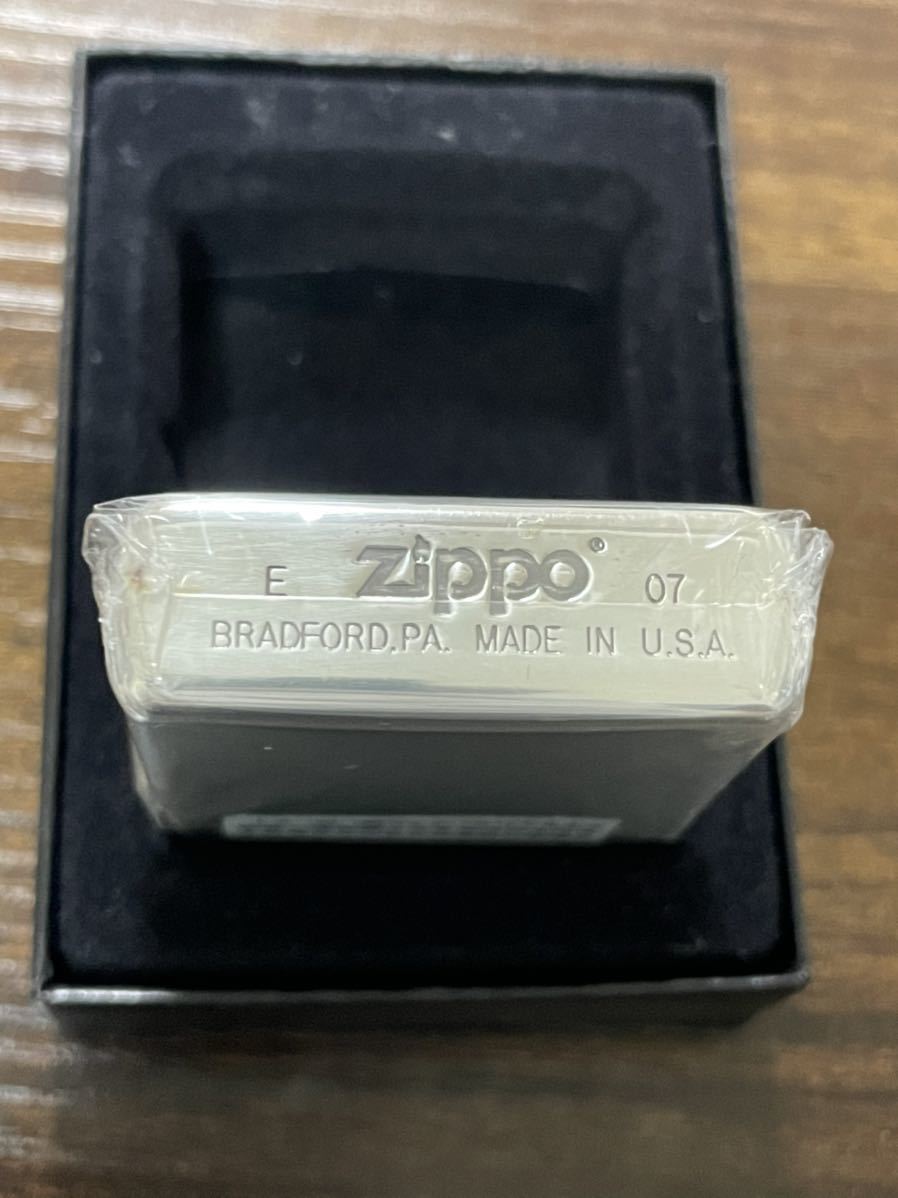 E Zippo® 07
BRADFORD,PA. MADE IN U.S.A.